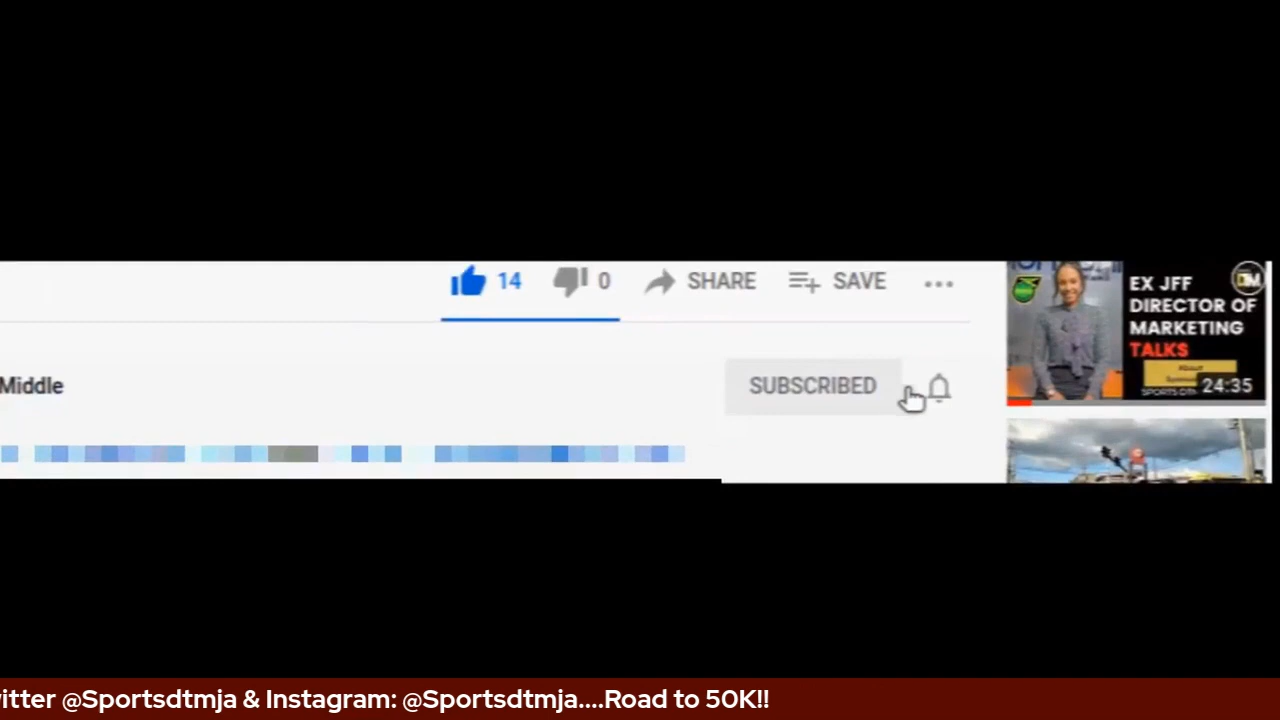 14 0 SHARE SAVE
EX JFF
DIRECTOR OF
MARKETING
TALKS
24:35
Middle
SUBSCRIBED
itter @Sportsdtmja & Instagram: @Sportsdtmja....Road to 50K!!